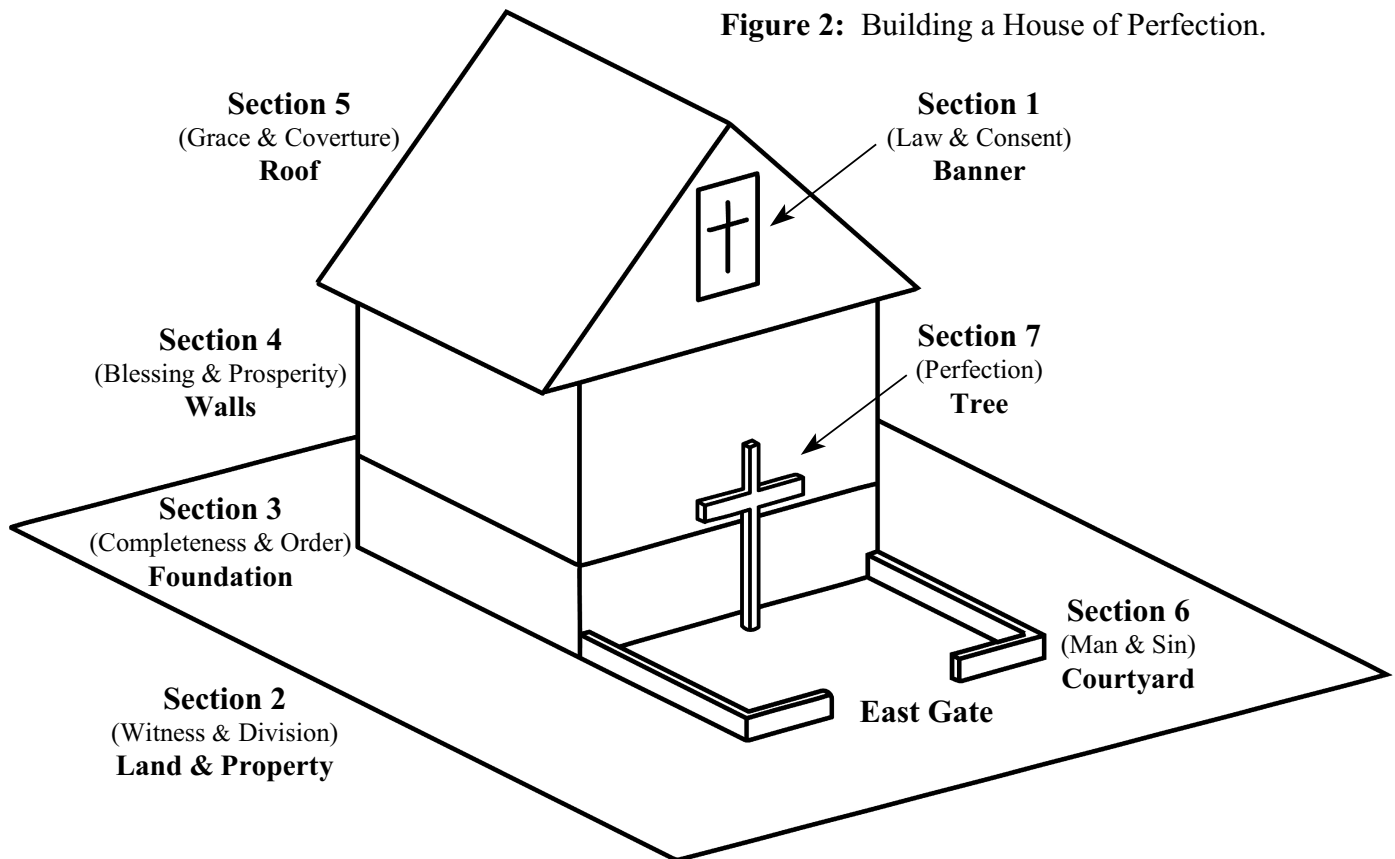 Figure 2: Building a House of Perfection.
Section 5
(Grace & Coverture)
Roof
Section 1
(Law & Consent)
Banner
Section 4
(Blessing & Prosperity)
Walls
Section 7
(Perfection)
Tree
Section 3
(Completeness & Order)
Foundation
Section 6
(Man & Sin)
Courtyard
Section 2
(Witness & Division)
Land & Property
East Gate